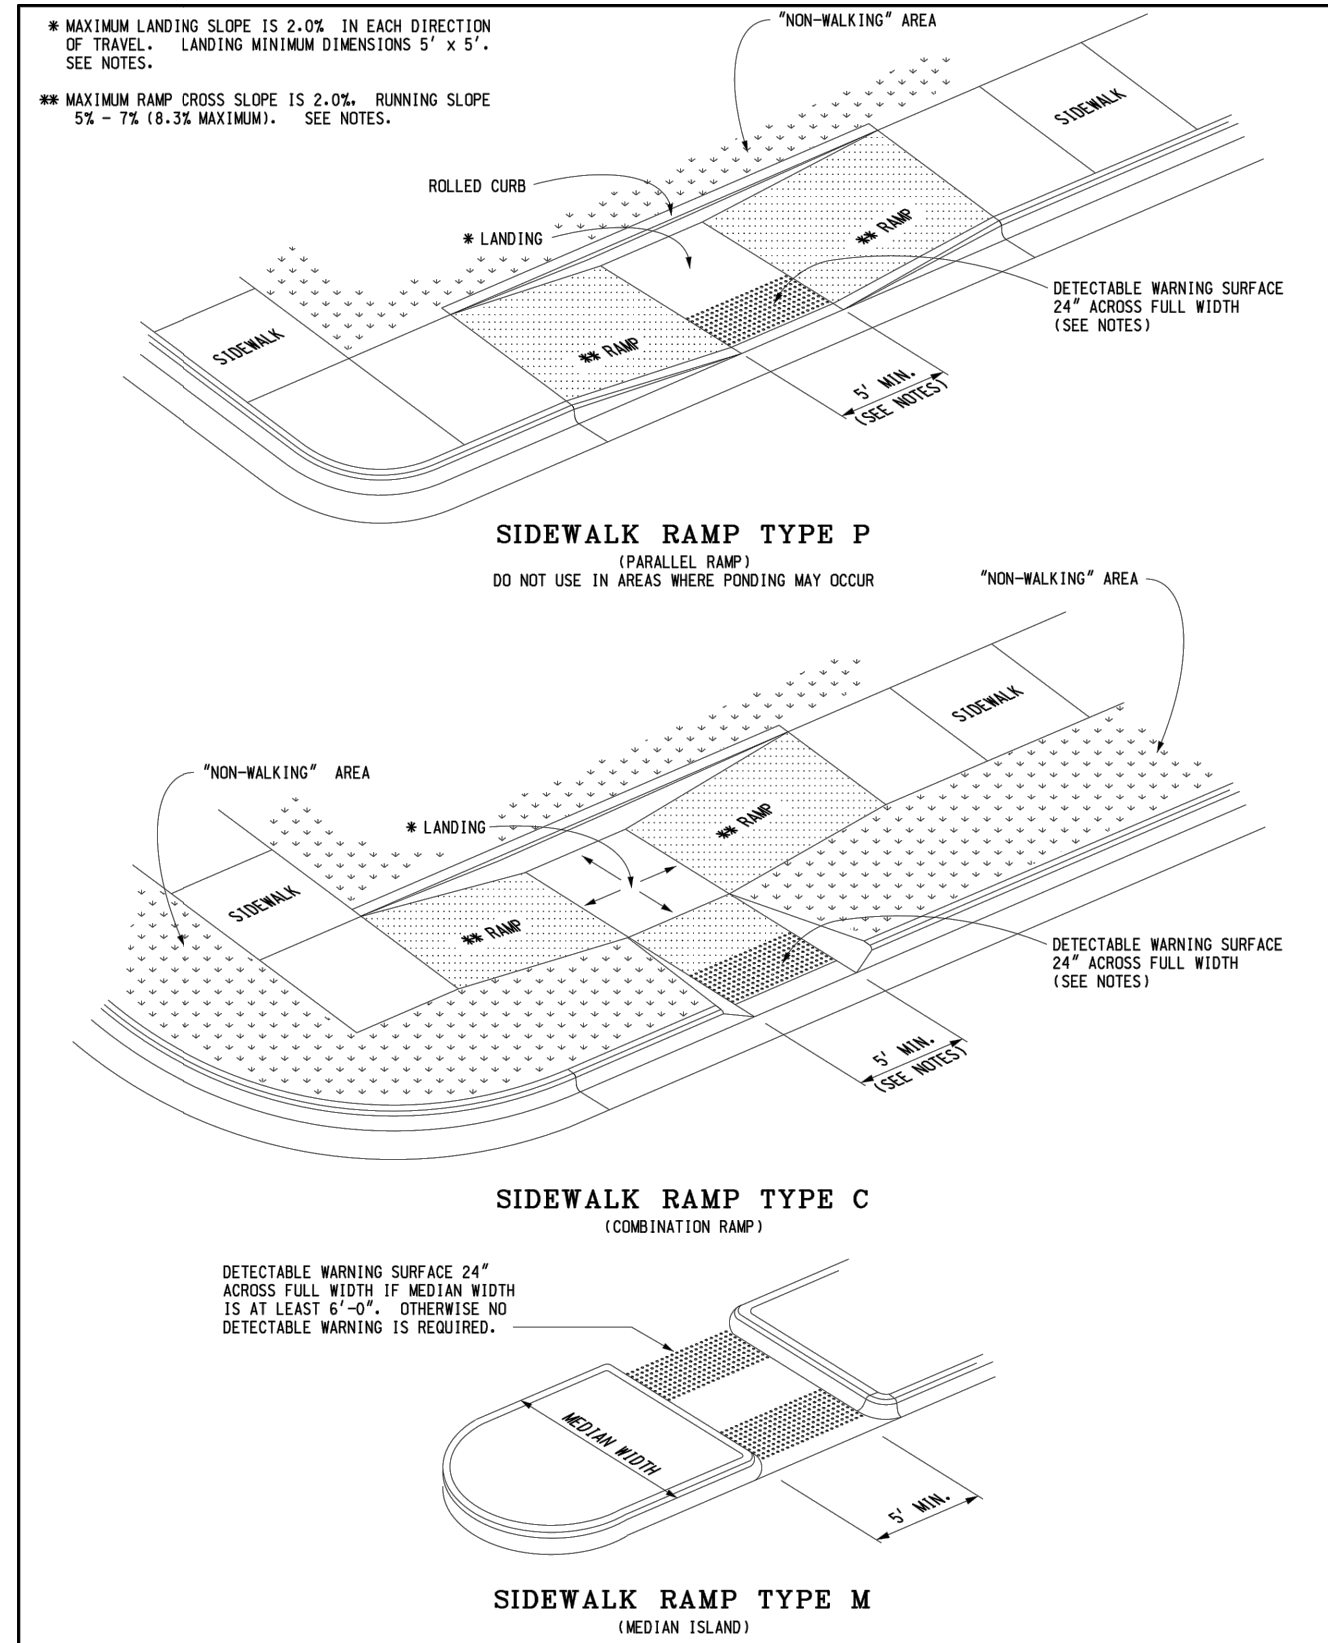 * MAXIMUM LANDING SLOPE IS 2.0% IN EACH DIRECTION
OF TRAVEL. LANDING MINIMUM DIMENSIONS 5' x 5'.
SEE NOTES.
** MAXIMUM RAMP CROSS SLOPE IS 2.0%. RUNNING SLOPE
5% - 7% (8.3% MAXIMUM). SEE NOTES.
"NON-WALKING" AREA
SIDEWALK
ROLLED CURB
* LANDING
** RAMP
DETECTABLE WARNING SURFACE
24" ACROSS FULL WIDTH
(SEE NOTES)
SIDEWALK
** RAMP
5' MIN.
(SEE NOTES)
SIDEWALK RAMP TYPE P
(PARALLEL RAMP)
DO NOT USE IN AREAS WHERE PONDING MAY OCCUR
"NON-WALKING" AREA
SIDEWALK
"NON-WALKING" AREA
* LANDING
** RAMP
SIDEWALK
** RAMP
DETECTABLE WARNING SURFACE
24" ACROSS FULL WIDTH
(SEE NOTES)
5' MIN.
(SEE NOTES)
SIDEWALK RAMP TYPE C
(COMBINATION RAMP)
DETECTABLE WARNING SURFACE 24"
ACROSS FULL WIDTH IF MEDIAN WIDTH
IS AT LEAST 6'-0". OTHERWISE NO
DETECTABLE WARNING IS REQUIRED.
MEDIAN WIDTH
5' MIN.
SIDEWALK RAMP TYPE M
(MEDIAN ISLAND)